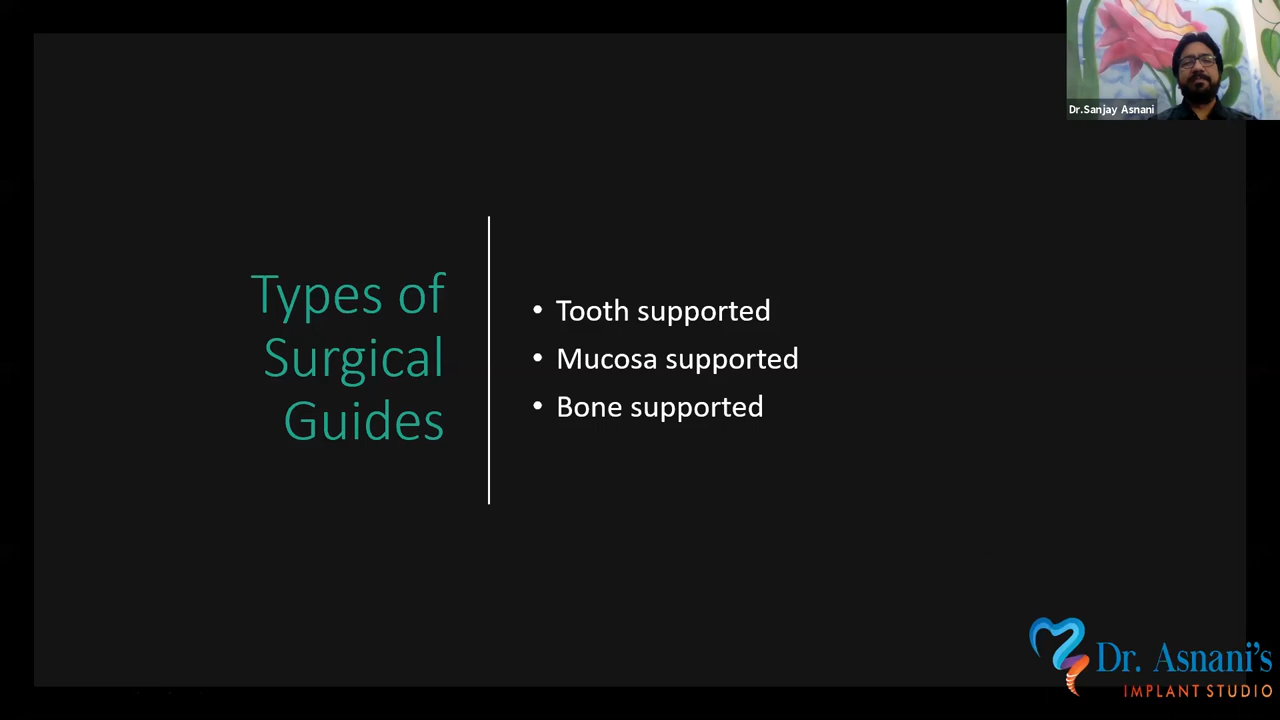 Dr.Sanjay Asnani
Types of
Surgical
Guides
• Tooth supported
• Mucosa supported
• Bone supported
Dr. Asnani's
IMPLANT STUDIO